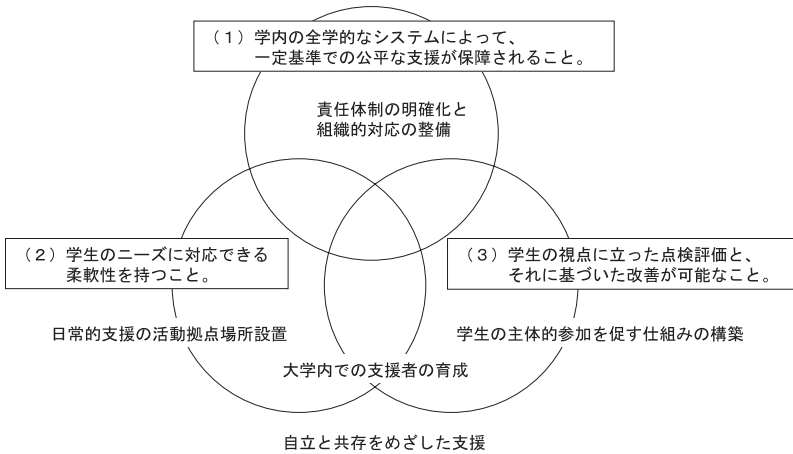 （１）学内の全学的なシステムによって、
一定基準での公平な支援が保障されること。
責任体制の明確化と
組織的対応の整備
（２）学生のニーズに対応できる
柔軟性を持つこと。
（３）学生の視点に立った点検評価と、
それに基づいた改善が可能なこと。
日常的支援の活動拠点場所設置
学生の主体的参加を促す仕組みの構築
大学内での支援者の育成
自立と共存をめざした支援